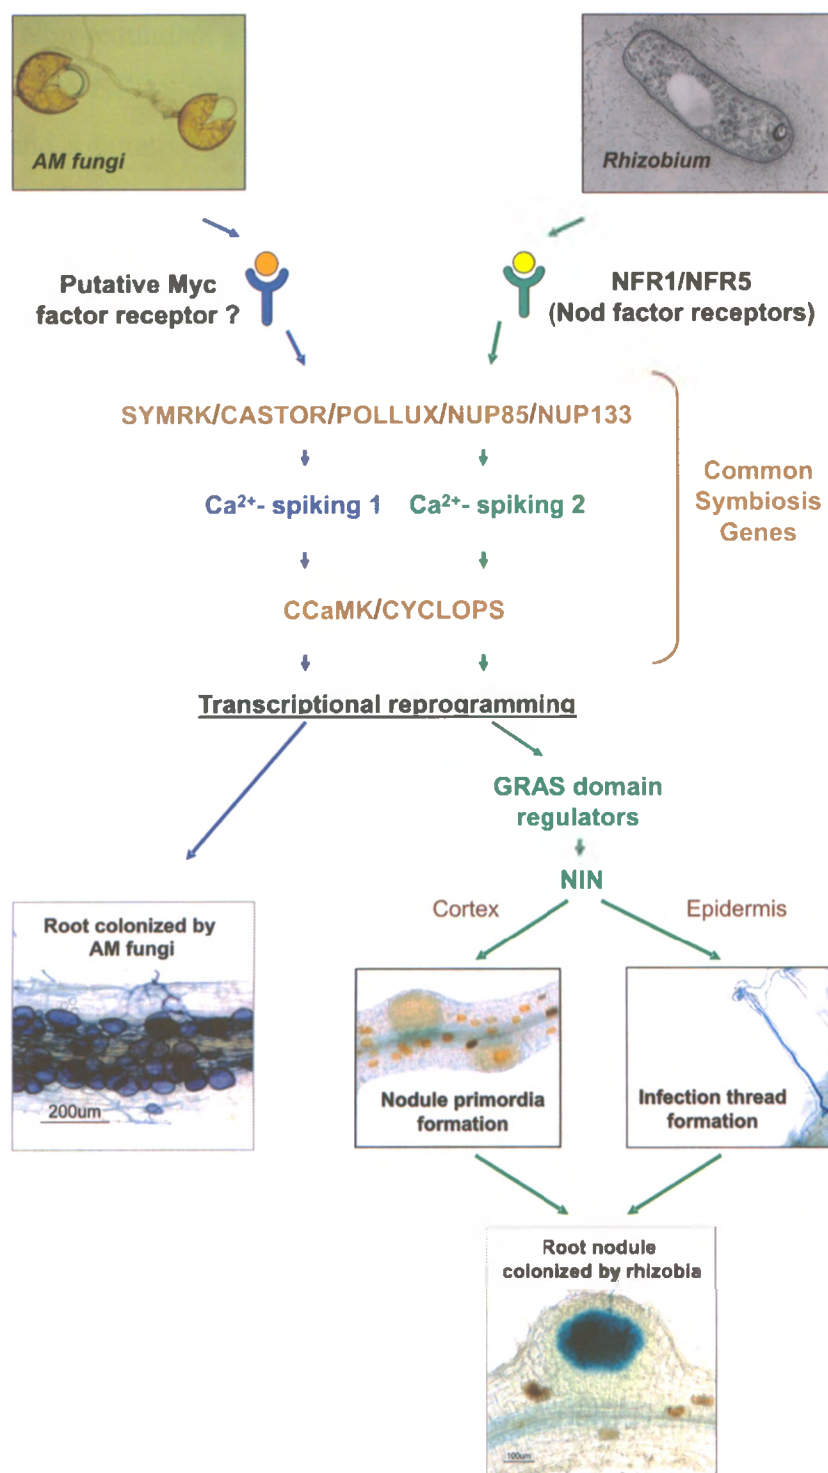 AM fungi
Rhizobium
Putative Myc
factor receptor ?
NFR1/NFR5
(Nod factor receptors)
SYMRK/CASTOR/POLLUX/NUP85/NUP133
Ca²⁺- spiking 1
Ca²⁺- spiking 2
Common
Symbiosis
Genes
CCaMK/CYCLOPS
Transcriptional reprogramming
GRAS domain
regulators
NIN
Cortex
Epidermis
Root colonized by
AM fungi
200um
Nodule primordia
formation
Infection thread
formation
Root nodule
colonized by rhizobia
100um